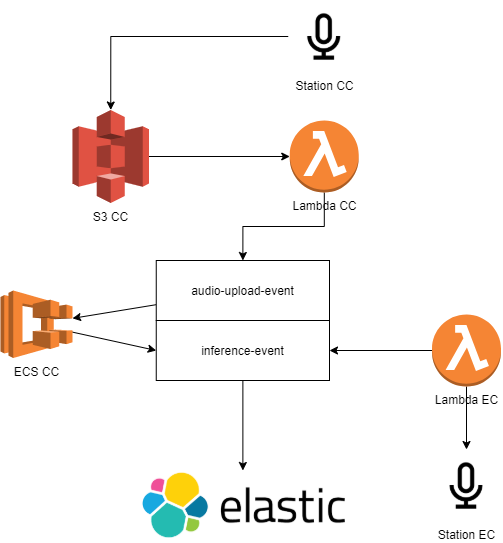 Station CC
S3 CC
λ
Lambda CC
audio-upload-event
ECS CC
inference-event
λ
Lambda EC
elastic
Station EC